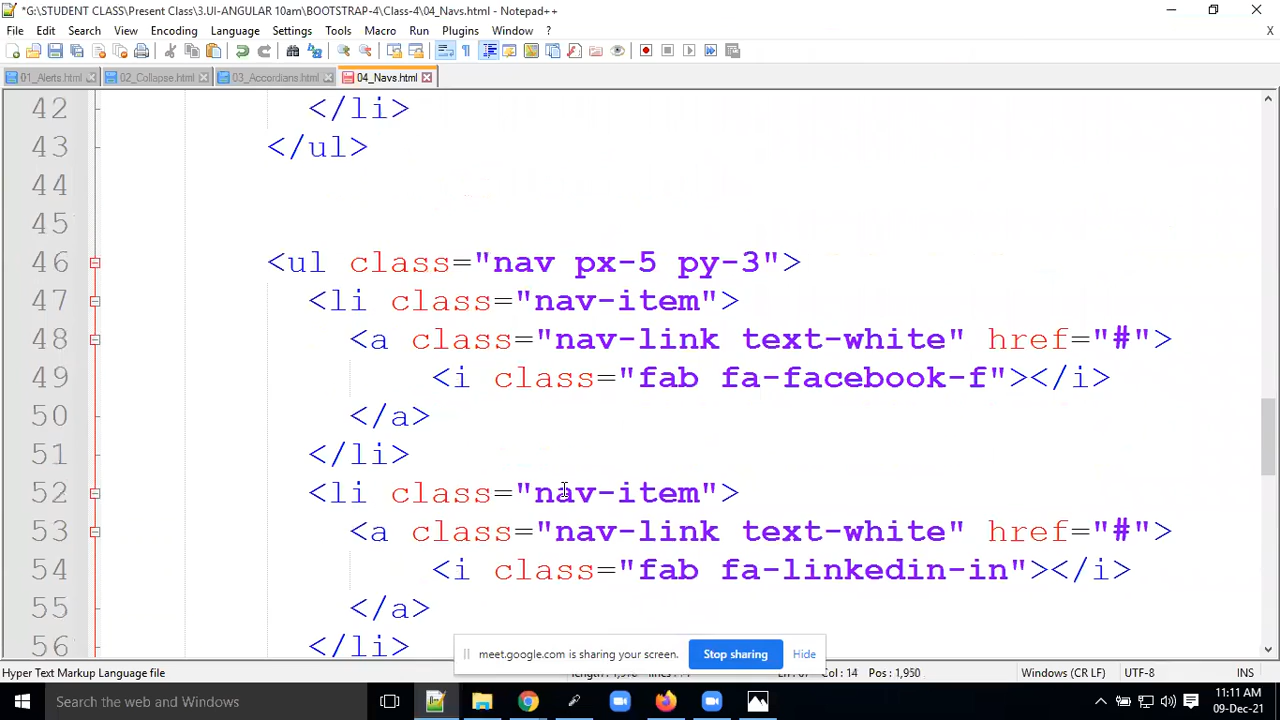 *G:\STUDENT CLASS\Present Class\3.UI-ANGULAR 10am\BOOTSTRAP-4\Class-4\04_Navs.html - Notepad++
File Edit Search View Encoding Language Settings Tools Macro Run Plugins Window ? X
01_Alerts.html 02_Collapse.html 03_Accordians.html 04_Navs.html
42 </li>
43 </ul>
44
45
46 <ul class="nav px-5 py-3">
47 <li class="nav-item">
48 <a class="nav-link text-white" href="#">
49 <i class="fab fa-facebook-f"></i>
50 </a>
51 </li>
52 <li class="nav-item">
53 <a class="nav-link text-white" href="#">
54 <i class="fab fa-linkedin-in"></i>
55 </a>
56 </li>
meet.google.com is sharing your screen. Stop sharing Hide
Hyper Text Markup Language file Col : 14 Pos : 1,950 Windows (CR LF) UTF-8 INS
Search the web and Windows
11:11 AM
09-Dec-21